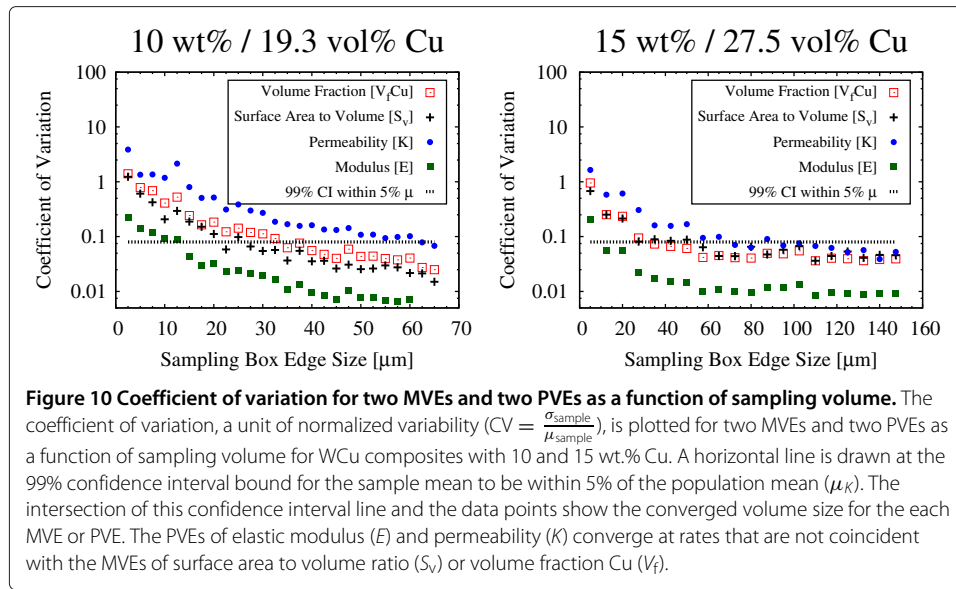 10 wt% / 19.3 vol% Cu
100
10
1
0.1
0.01
Coefficient of Variation
Volume Fraction [VfCu]
Surface Area to Volume [Sv]
Permeability [K]
Modulus [E]
99% CI within 5% μ
0 10 20 30 40 50 60 70
Sampling Box Edge Size [μm]
15 wt% / 27.5 vol% Cu
100
10
1
0.1
0.01
Coefficient of Variation
Volume Fraction [VfCu]
Surface Area to Volume [Sv]
Permeability [K]
Modulus [E]
99% CI within 5% μ
0 20 40 60 80 100 120 140 160
Sampling Box Edge Size [μm]
Figure 10 Coefficient of variation for two MVEs and two PVEs as a function of sampling volume. The
coefficient of variation, a unit of normalized variability (CV = σsample/μsample), is plotted for two MVEs and two PVEs as
a function of sampling volume for WCu composites with 10 and 15 wt.% Cu. A horizontal line is drawn at the
99% confidence interval bound for the sample mean to be within 5% of the population mean (μK). The
intersection of this confidence interval line and the data points show the converged volume size for the each
MVE or PVE. The PVEs of elastic modulus (E) and permeability (K) converge at rates that are not coincident
with the MVEs of surface area to volume ratio (Sv) or volume fraction Cu (Vf).